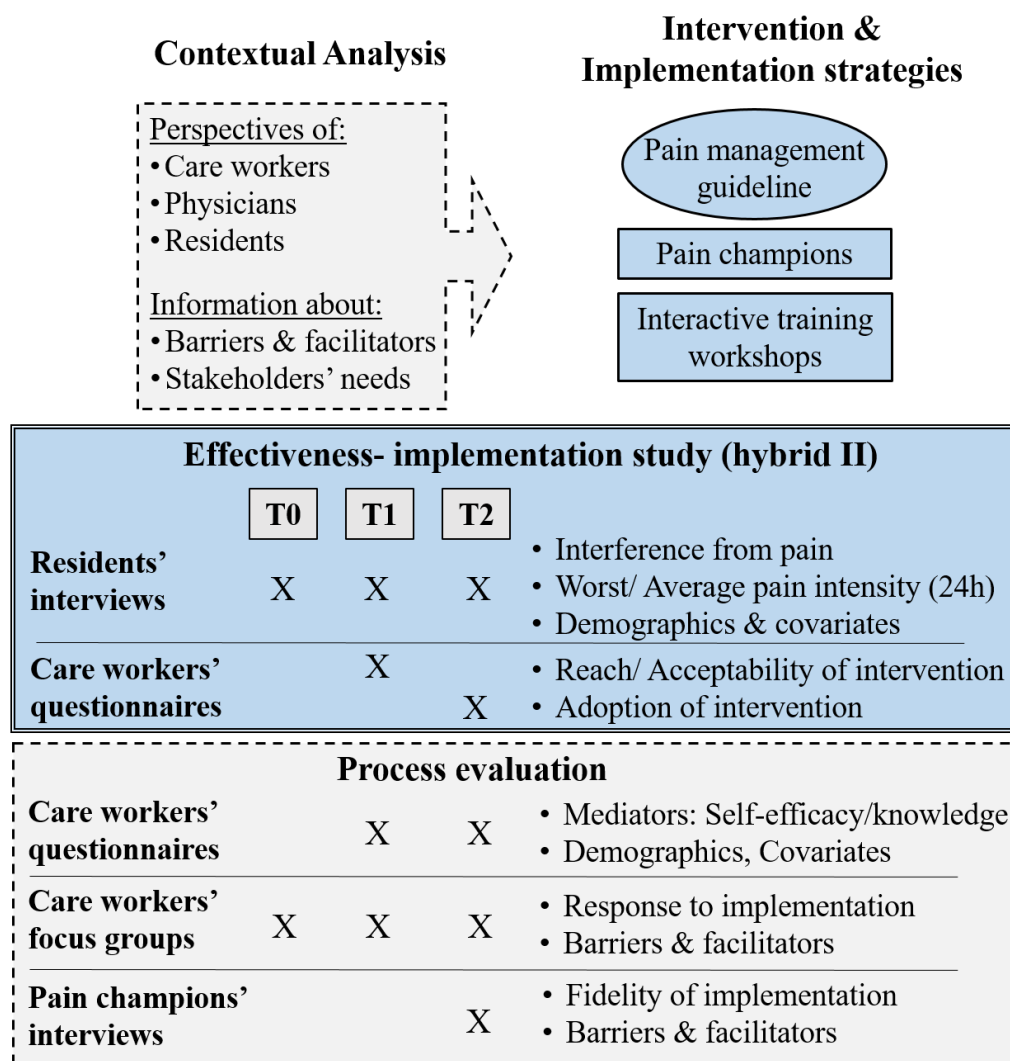 Contextual Analysis
Perspectives of:
• Care workers
• Physicians
• Residents
Information about:
• Barriers & facilitators
• Stakeholders’ needs
Intervention &
Implementation strategies
Pain management
guideline
Pain champions
Interactive training
workshops
Effectiveness- implementation study (hybrid II)
T0 T1 T2
Residents’
interviews
X X X
• Interference from pain
• Worst/ Average pain intensity (24h)
• Demographics & covariates
Care workers’
questionnaires
X
X
• Reach/ Acceptability of intervention
• Adoption of intervention
Process evaluation
Care workers’
questionnaires
X X
• Mediators: Self-efficacy/knowledge
• Demographics, Covariates
Care workers’
focus groups
X X X
• Response to implementation
• Barriers & facilitators
Pain champions’
interviews
X
• Fidelity of implementation
• Barriers & facilitators